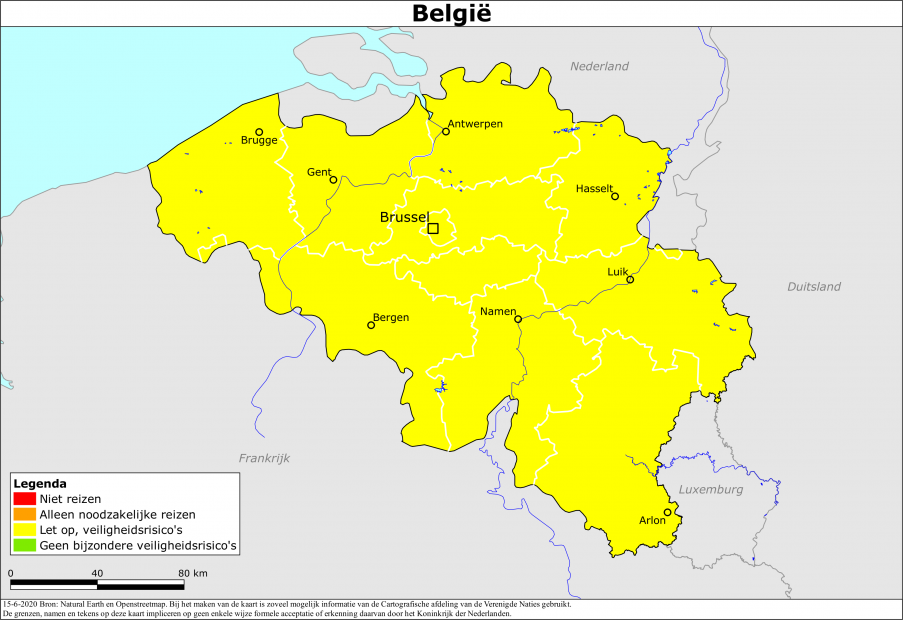 België
Nederland
Antwerpen
Brugge
Gent
Hasselt
Brussel
Luik
Duitsland
Namen
Bergen
Frankrijk
Luxemburg
Arlon
Legenda
Niet reizen
Alleen noodzakelijke reizen
Let op, veiligheidsrisico's
Geen bijzondere veiligheidsrisico's
0 40 80 km
15-6-2020 Bron: Natural Earth en Openstreetmap. Bij het maken van de kaart is zoveel mogelijk informatie van de Cartografische afdeling van de Verenigde Naties gebruikt.
De grenzen, namen en tekens op deze kaart impliceren op geen enkele wijze formele acceptatie of erkenning daarvan door het Koninkrijk der Nederlanden.